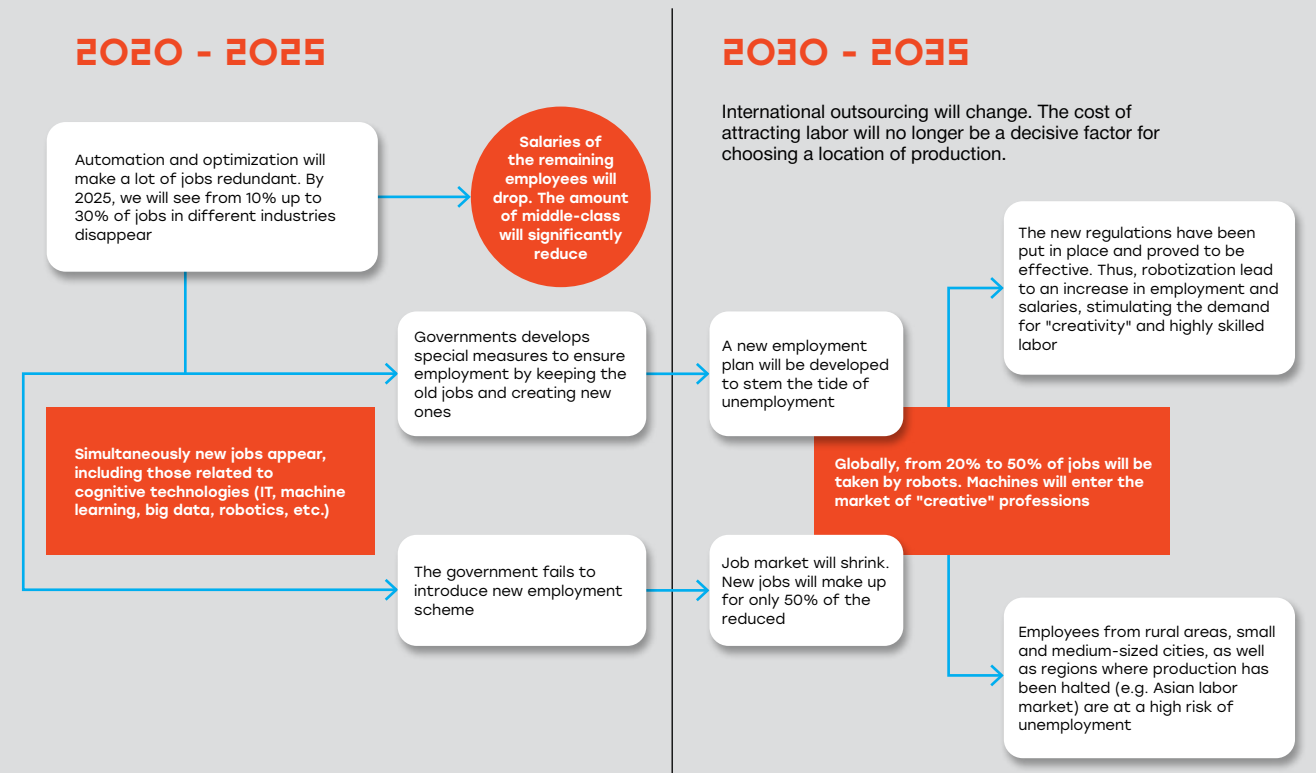 2020 - 2025
Automation and optimization will
make a lot of jobs redundant. By
2025, we will see from 10% up to
30% of jobs in different industries
disappear
Salaries of
the remaining
employees will
drop. The amount
of middle-class
will significantly
reduce
Governments develops
special measures to ensure
employment by keeping the
old jobs and creating new
ones
Simultaneously new jobs appear,
including those related to
cognitive technologies (IT, machine
learning, big data, robotics, etc.)
The government fails to
introduce new employment
scheme
2030 - 2035
International outsourcing will change. The cost of
attracting labor will no longer be a decisive factor for
choosing a location of production.
The new regulations have been
put in place and proved to be
effective. Thus, robotization lead
to an increase in employment and
salaries, stimulating the demand
for "creativity" and highly skilled
labor
A new employment
plan will be developed
to stem the tide of
unemployment
Globally, from 20% to 50% of jobs will be
taken by robots. Machines will enter the
market of "creative" professions
Job market will shrink.
New jobs will make up
for only 50% of the
reduced
Employees from rural areas, small
and medium-sized cities, as well
as regions where production has
been halted (e.g. Asian labor
market) are at a high risk of
unemployment